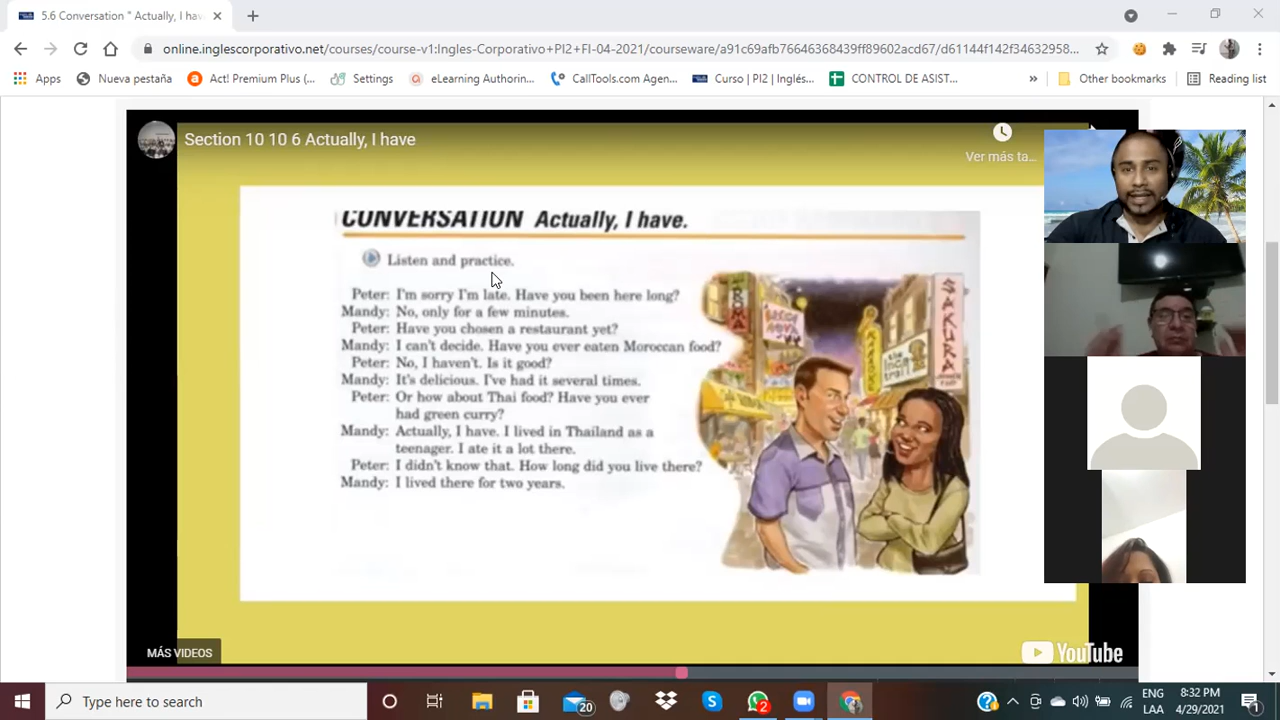 5.6 Conversation * Actually, I hav
online.inglescorporativo.net/courses/course-v1:Ingles-Corporativo+PI2+FI-04-2021/courseware/a91c69afb76646368439ff89602acd67/d61144f142f34632958...
Apps
Nueva pestaña
Act! Premium Plus (...
Settings
eLearning Authorin...
CallTools.com Agen...
Curso | PI2 | Inglés...
CONTROL DE ASIST...
»
Other bookmarks
Reading list
Section 10 10 6 Actually, I have
Ver más ta...
CONVERSATION Actually, I have.
Listen and practice.
Peter: I'm sorry I'm late. Have you been here long?
Mandy: No, only for a few minutes.
Peter: Have you chosen a restaurant yet?
Mandy: I can't decide. Have you ever eaten Moroccan food?
Peter: No, I haven't. Is it good?
Mandy: It's delicious. I've had it several times.
Peter: Or how about Thai food? Have you ever
had green curry?
Mandy: Actually, I have. I lived in Thailand as a
teenager. I ate it a lot there.
Peter: I didn't know that. How long did you live there?
Mandy: I lived there for two years.
KARAOKE
the Inca trail
SAKURA
MÁS VIDEOS
YouTube
Type here to search
20
2
ENG
LAA
8:32 PM
4/29/2021
1